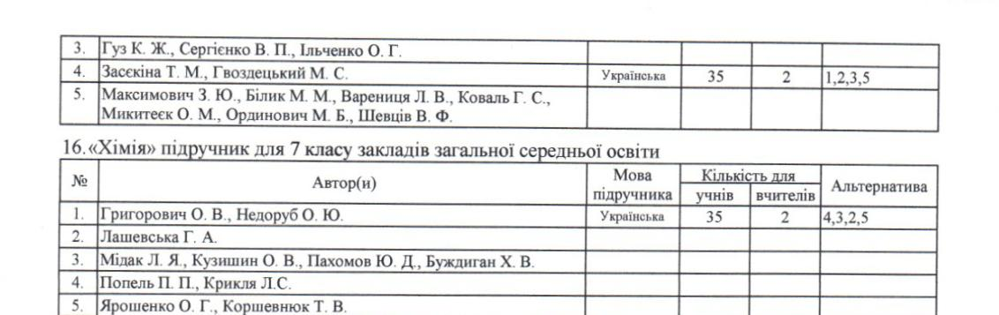 3. Гуз К. Ж., Сергієнко В. П., Ільченко О. Г.
4. Засєкіна Т. М., Гвоздецький М. С. Українська 35 2 1,2,3,5
5. Максимович З. Ю., Білик М. М., Варениця Л. В., Коваль Г. С.,
Микитеєк О. М., Ординович М. Б., Шевців В. Ф.
16.«Хімія» підручник для 7 класу закладів загальної середньої освіти
№ Автор(и) Мова підручника Кількість для Альтернатива
учнів вчителів
1. Григорович О. В., Недоруб О. Ю. Українська 35 2 4,3,2,5
2. Лашевська Г. А.
3. Мідак Л. Я., Кузишин О. В., Пахомов Ю. Д., Буждиган Х. В.
4. Попель П. П., Крикля Л.С.
5. Ярошенко О. Г., Коршевнюк Т. В.